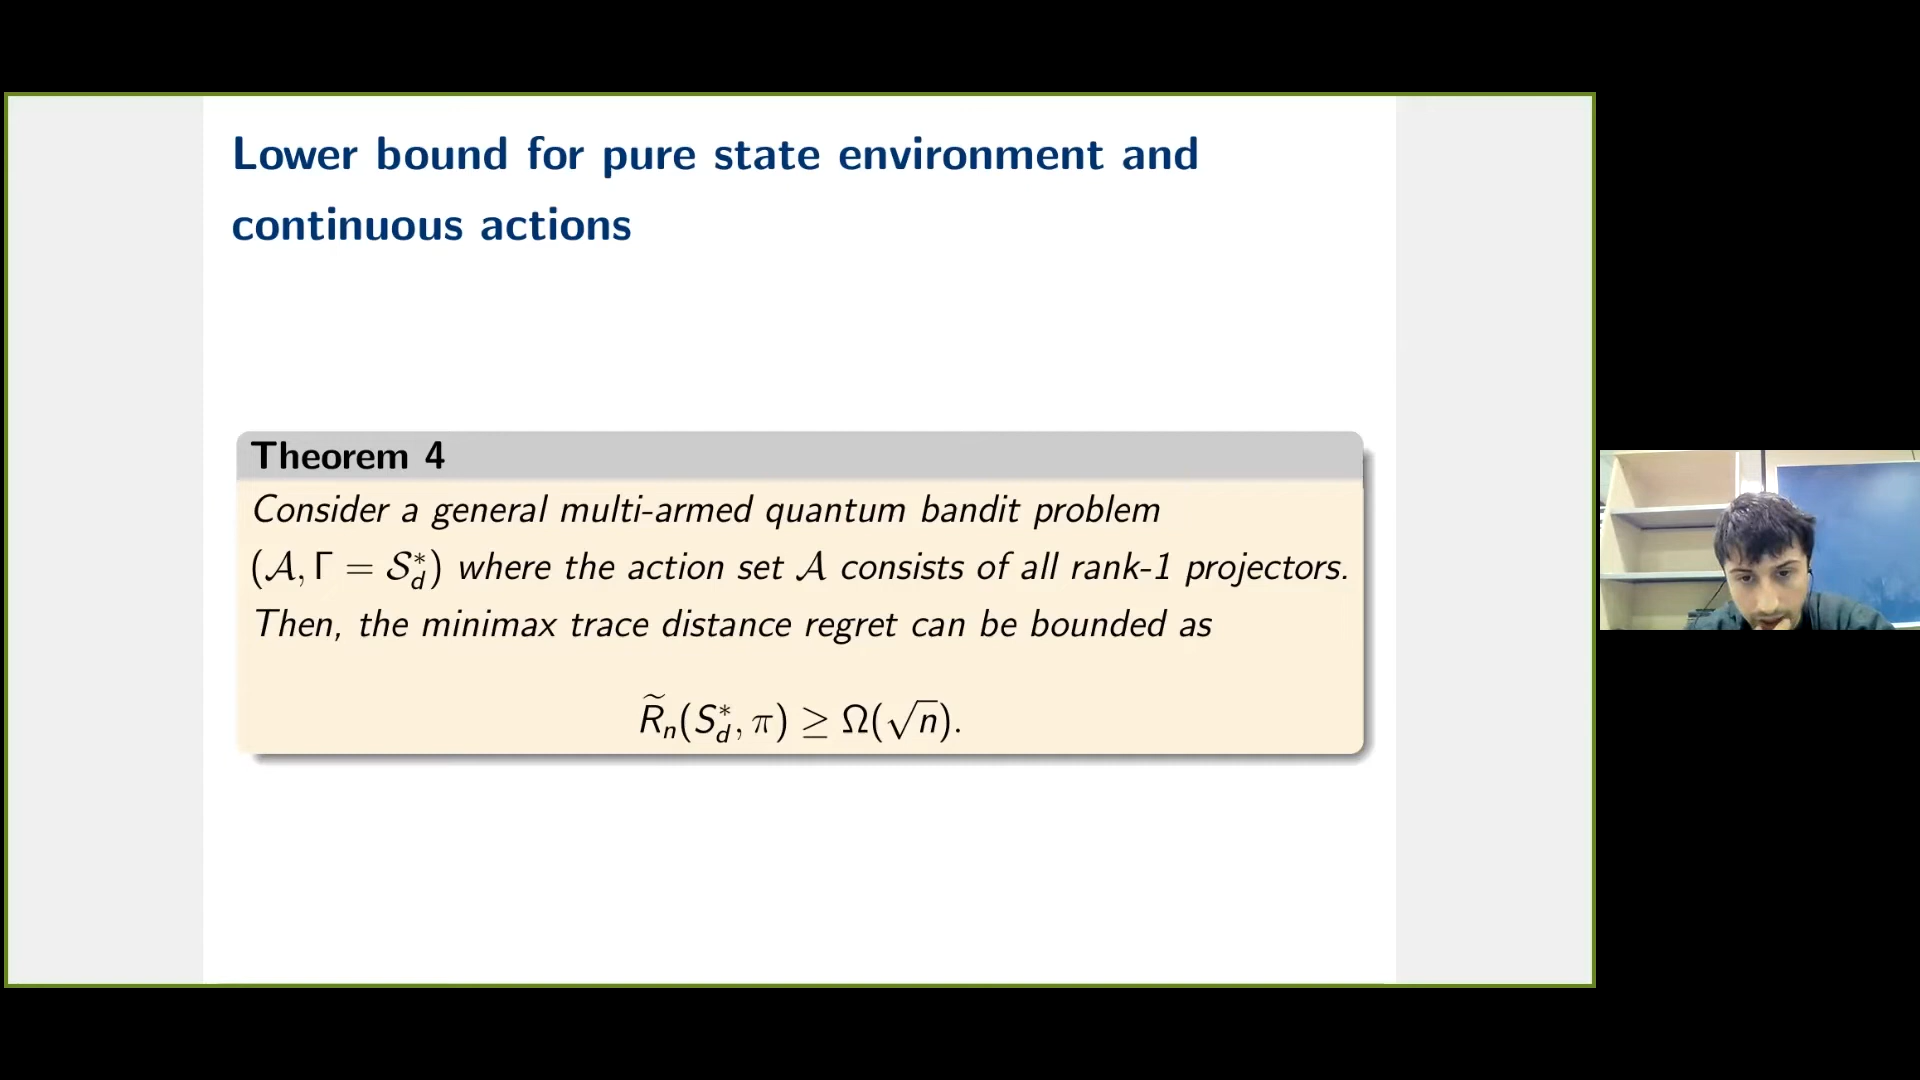 Lower bound for pure state environment and
continuous actions
Theorem 4
Consider a general multi-armed quantum bandit problem
(𝒜, Γ = 𝒮*_d) where the action set 𝒜 consists of all rank-1 projectors.
Then, the minimax trace distance regret can be bounded as
R̃_n(S*_d, π) ≥ Ω(√n).